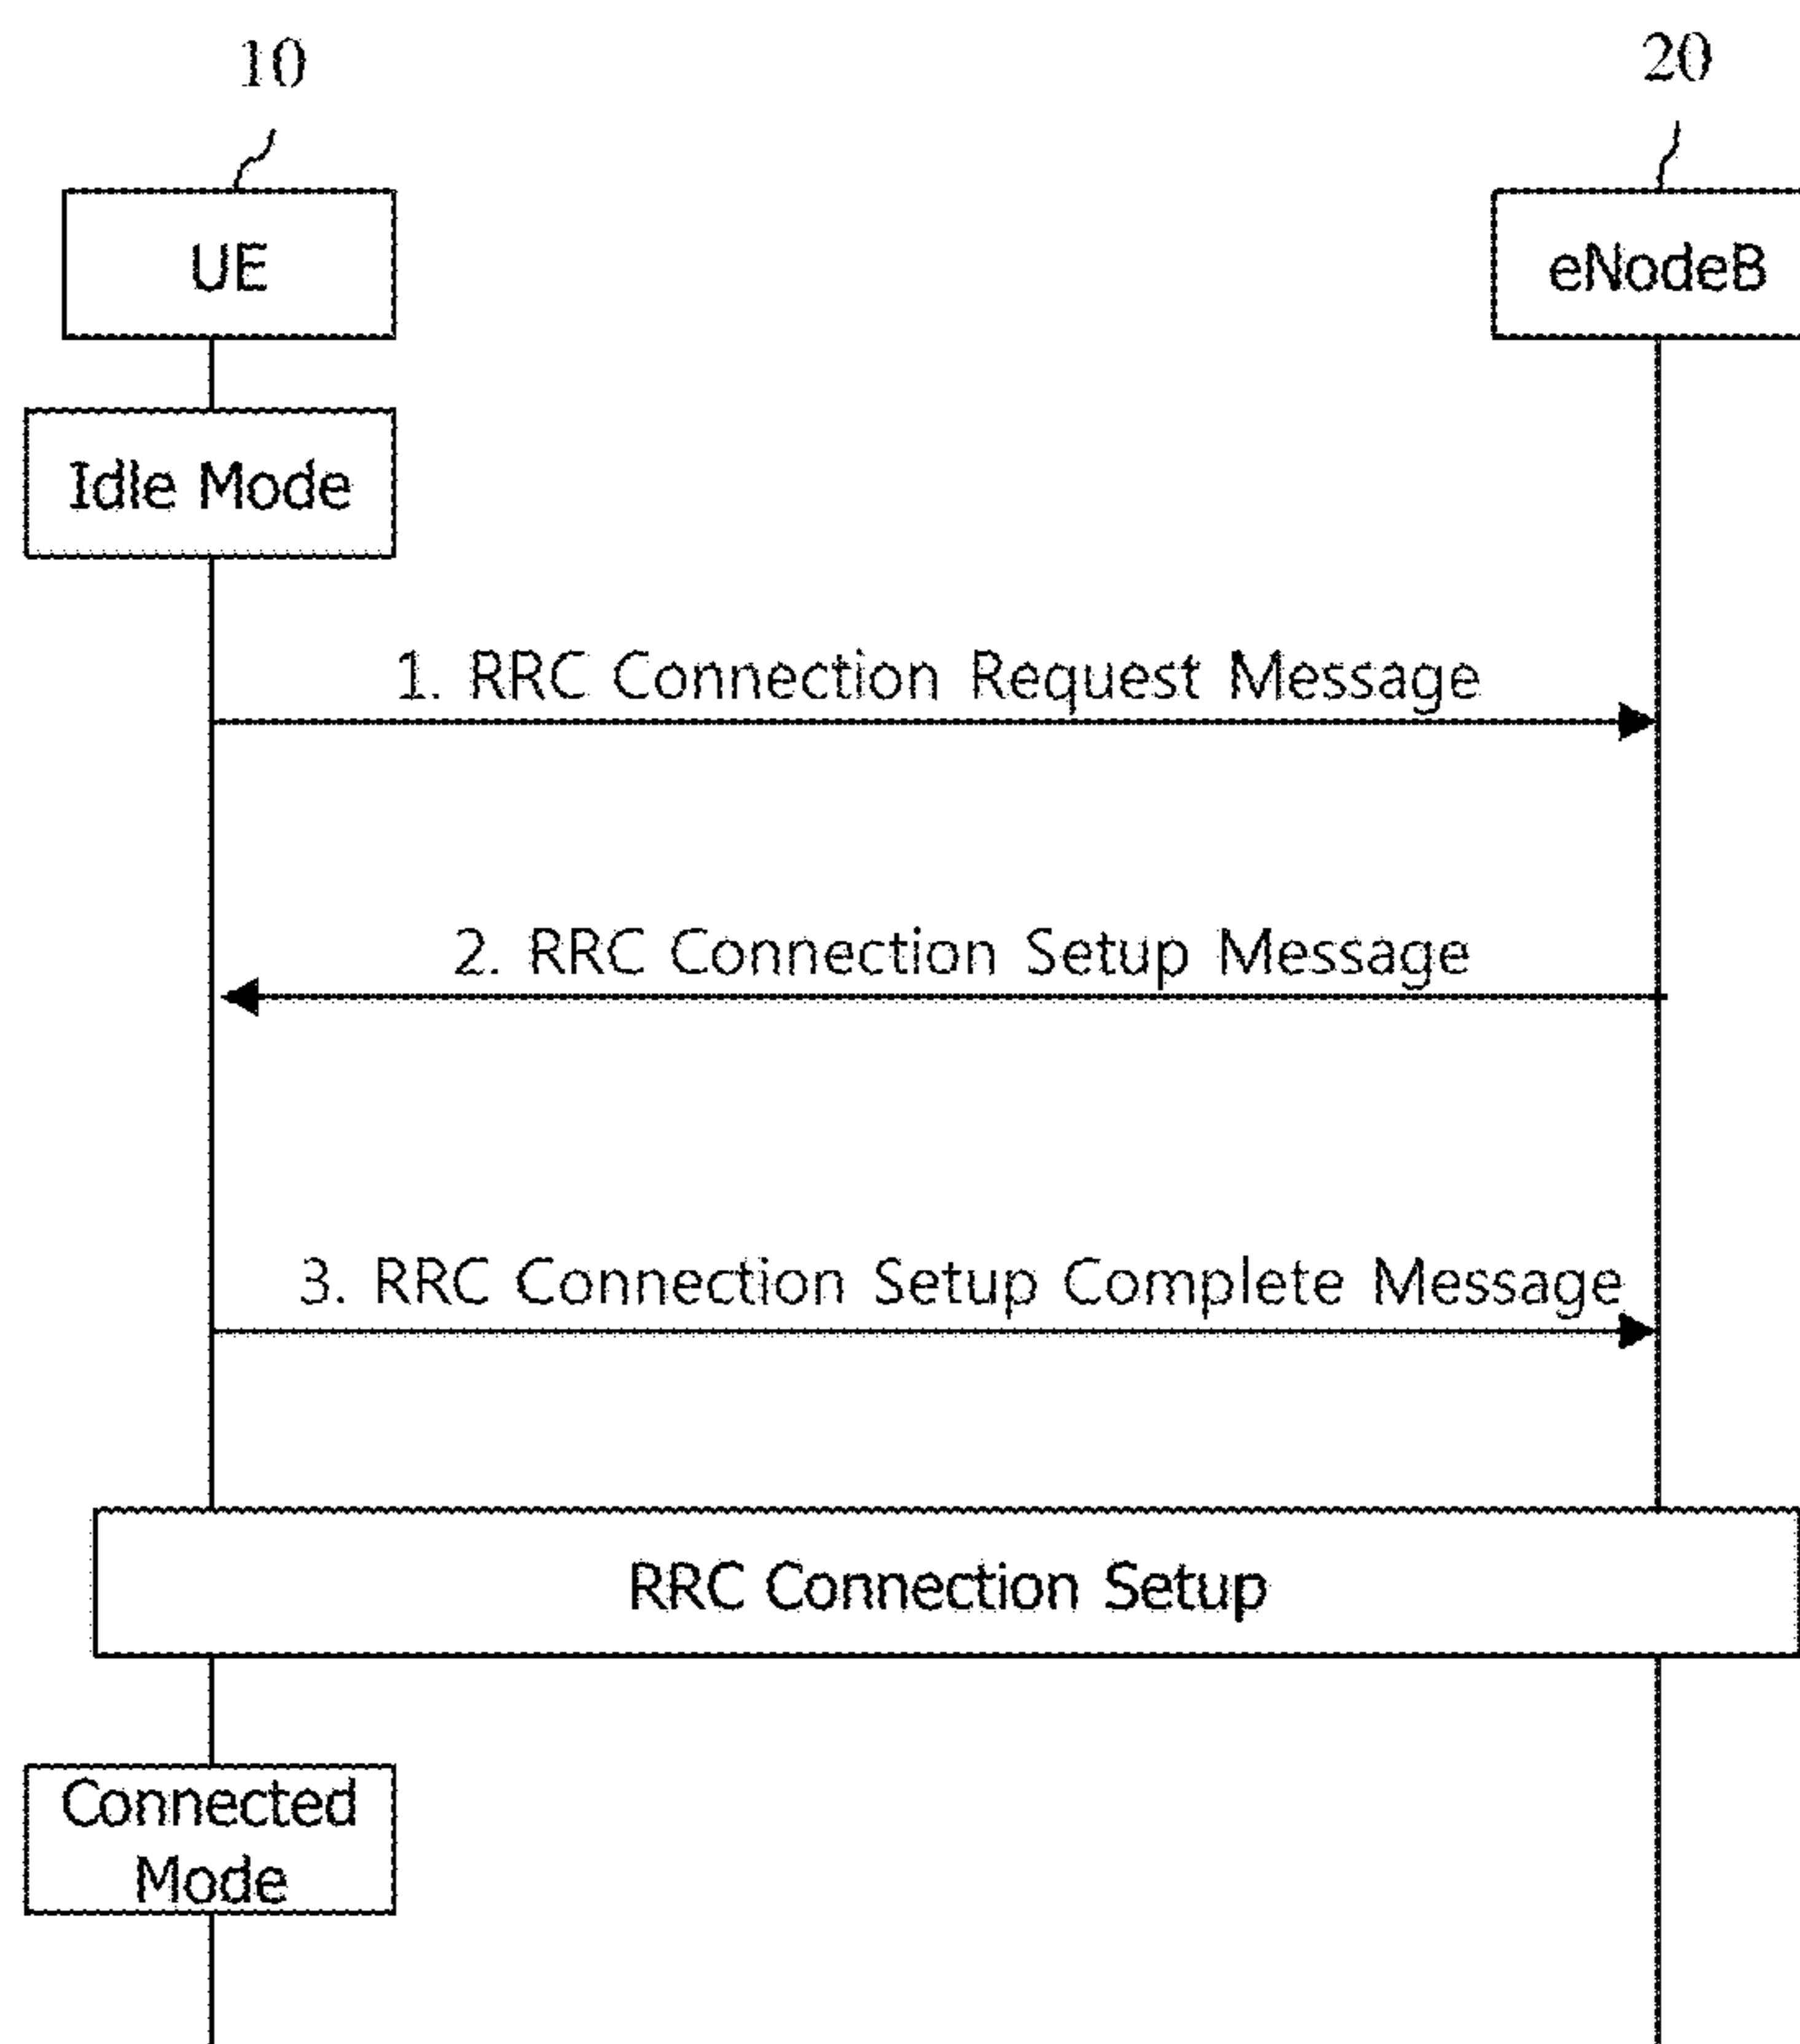 10
20
UE
eNodeB
Idle Mode
1. RRC Connection Request Message
2. RRC Connection Setup Message
3. RRC Connection Setup Complete Message
RRC Connection Setup
Connected
Mode